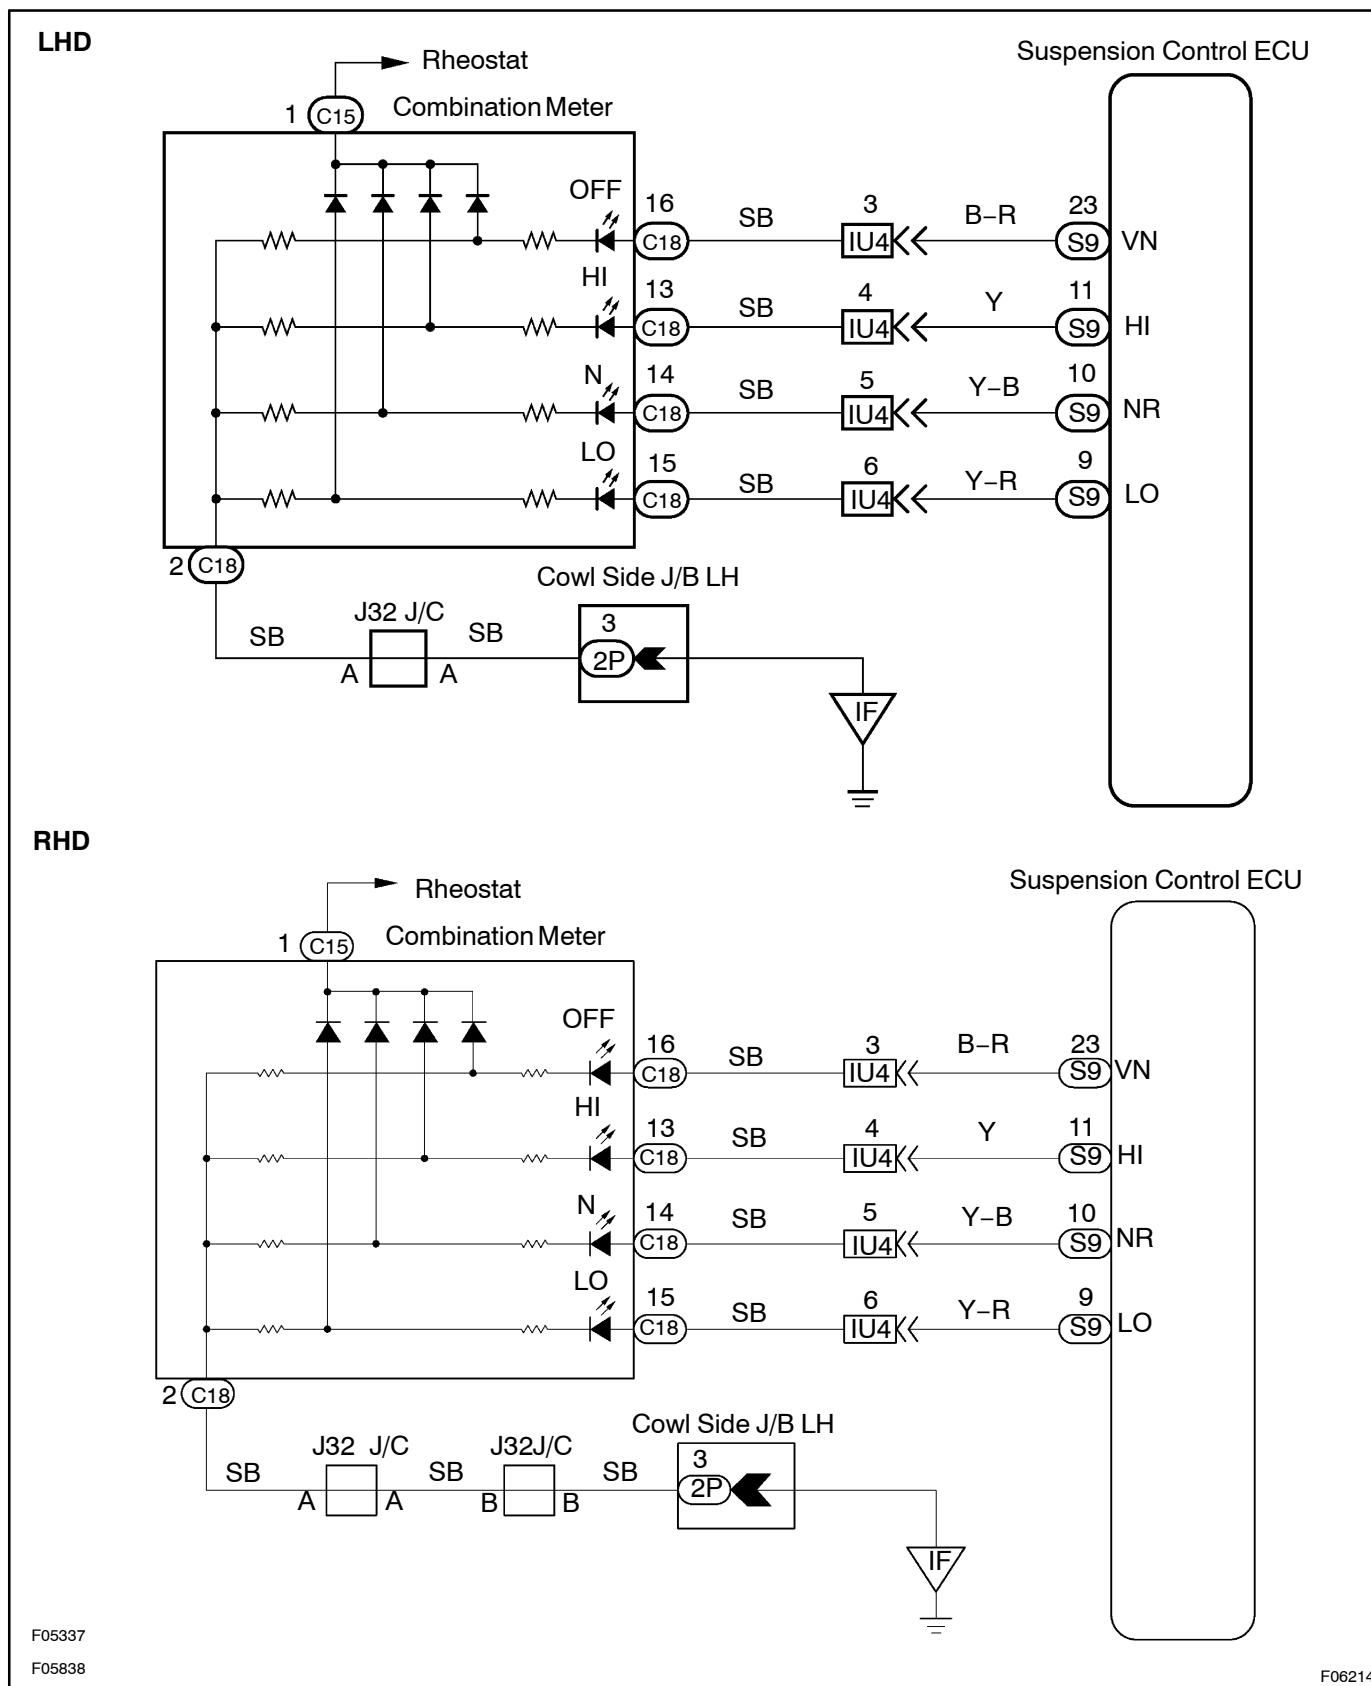 LHD
Rheostat
Suspension Control ECU
1 C15 Combination Meter
OFF 16 SB 3 B–R 23
C18 IU4 S9 VN
HI 13 SB 4 Y 11
C18 IU4 S9 HI
N 14 SB 5 Y–B 10
C18 IU4 S9 NR
LO 15 SB 6 Y–R 9
C18 IU4 S9 LO
2 C18
Cowl Side J/B LH
J32 J/C
SB A A SB
3
2P
IF
RHD
Rheostat
Suspension Control ECU
1 C15 Combination Meter
OFF 16 SB 3 B–R 23
C18 IU4 S9 VN
HI 13 SB 4 Y 11
C18 IU4 S9 HI
N 14 SB 5 Y–B 10
C18 IU4 S9 NR
LO 15 SB 6 Y–R 9
C18 IU4 S9 LO
2 C18
Cowl Side J/B LH
J32 J/C J32J/C
SB A A SB B B SB
3
2P
IF
F05337
F05838
F06214